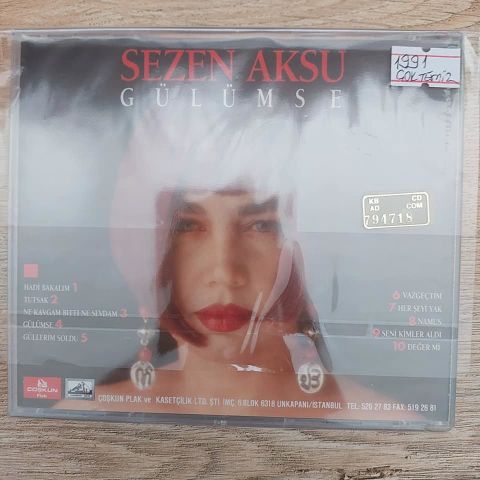 SEZEN AKSU
GÜLÜMSE
1991
ÇOK TEMİZ
KB CD
AD COM
794718
HADİ BAKALIM 1
TUTSAK 2
NE KAVGAM BİTTİ NE SEVDAM 3
GÜLÜMSE 4
GÜLLERİM SOLDU 5
6 VAZGEÇTİM
7 HER ŞEYİ YAK
8 NAMUS
9 SENİ KİMLER ALDI
10 DEĞER Mİ
COŞKUN
Plak
COŞKUN PLAK ve KASETÇİLİK LTD. ŞTİ İMÇ. 6 BLOK 6318 UNKAPANI/İSTANBUL TEL: 526 27 83 FAX: 519 26 81